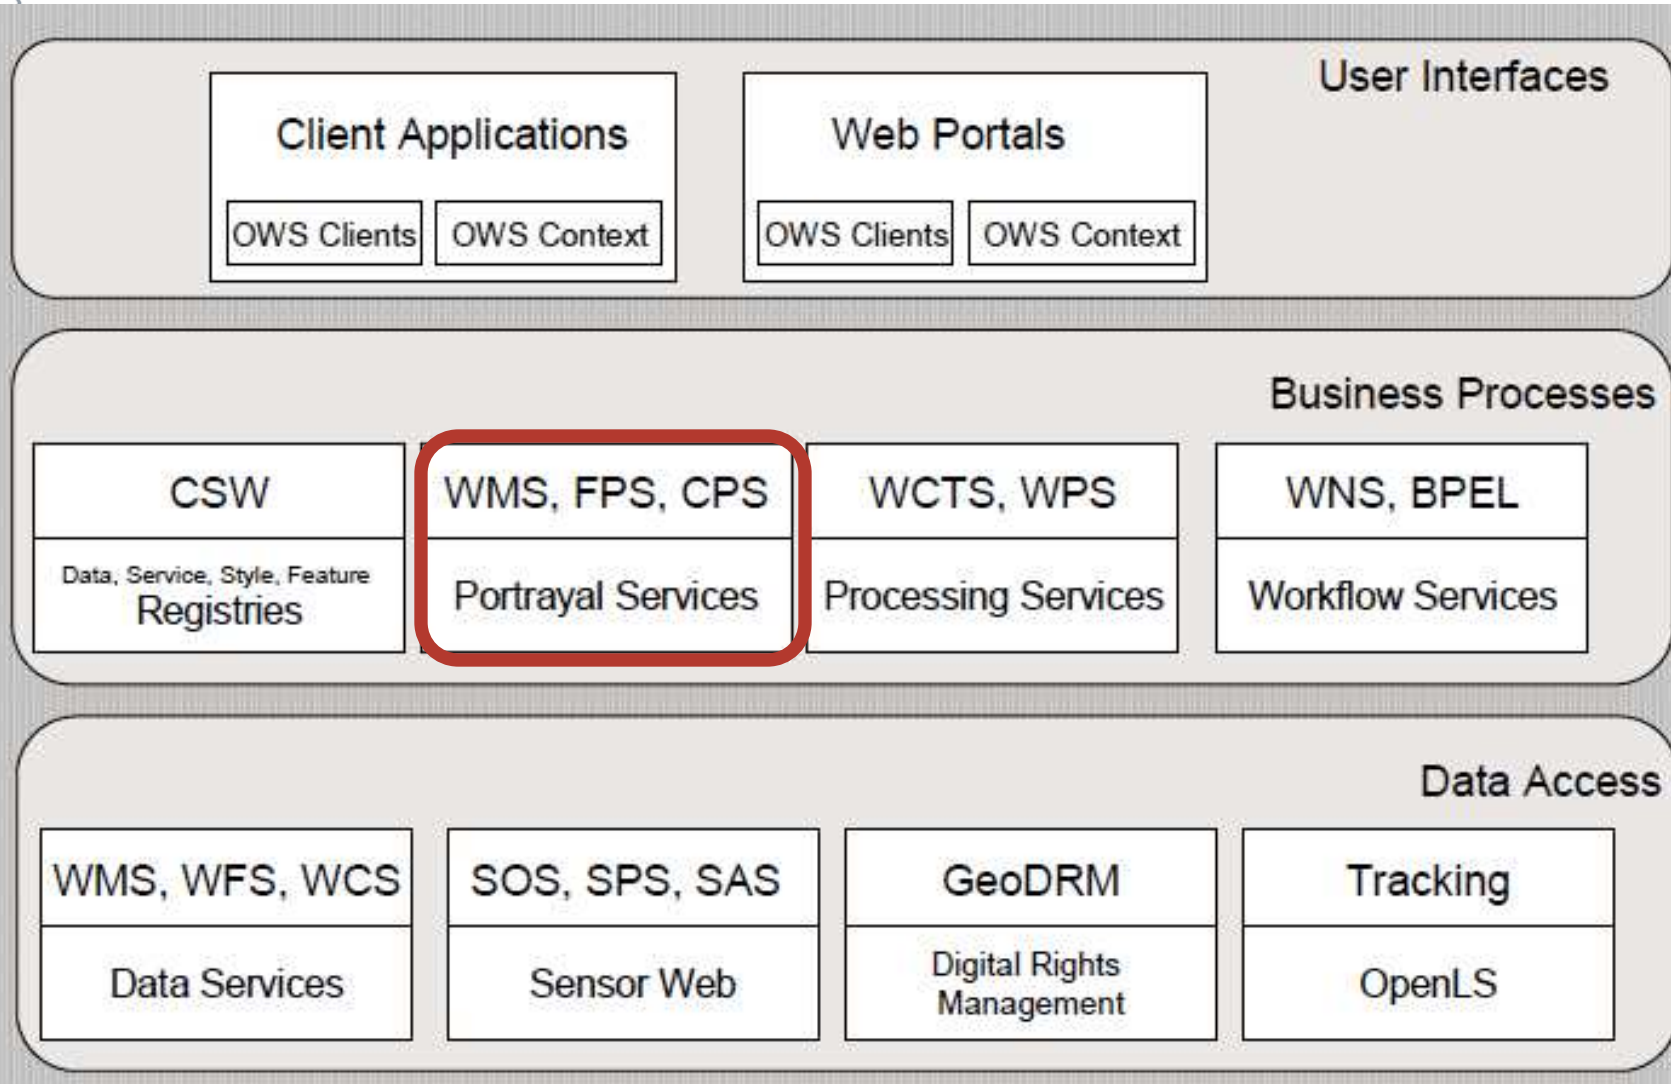 User Interfaces
Client Applications
Web Portals
OWS Clients
OWS Context
OWS Clients
OWS Context
Business Processes
CSW
Data, Service, Style, Feature
Registries
WMS, FPS, CPS
Portrayal Services
WCTS, WPS
Processing Services
WNS, BPEL
Workflow Services
Data Access
WMS, WFS, WCS
Data Services
SOS, SPS, SAS
Sensor Web
GeoDRM
Digital Rights
Management
Tracking
OpenLS